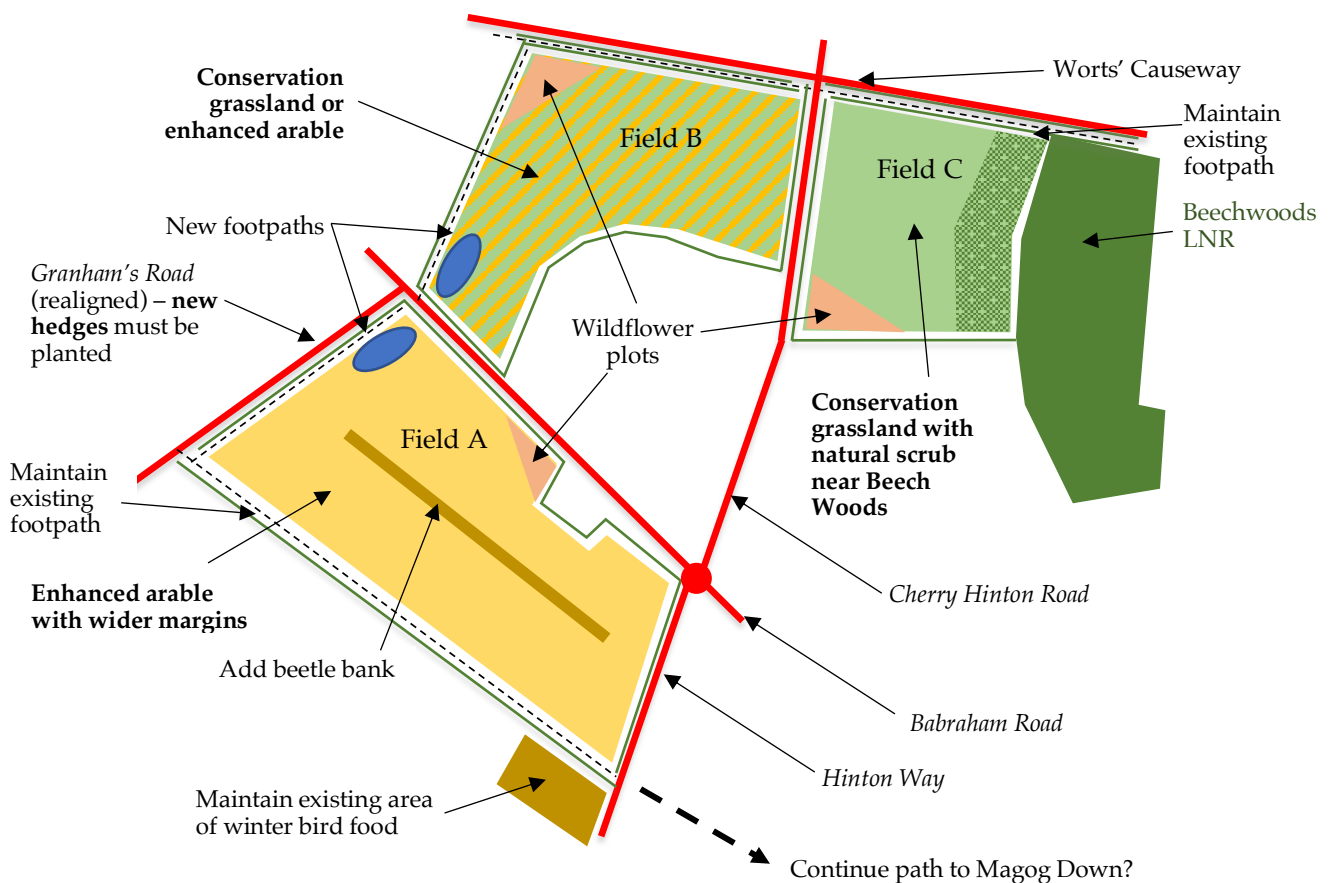 Worts’ Causeway
Conservation
grassland or
enhanced arable
Maintain
existing
footpath
Field B
Field C
New footpaths
Beechwoods
LNR
Granham’s Road
(realigned) – new
hedges must be
planted
Wildflower
plots
Field A
Conservation
grassland with
natural scrub
near Beech
Woods
Maintain
existing
footpath
Enhanced arable
with wider margins
Cherry Hinton Road
Add beetle bank
Babraham Road
Hinton Way
Maintain existing area
of winter bird food
Continue path to Magog Down?